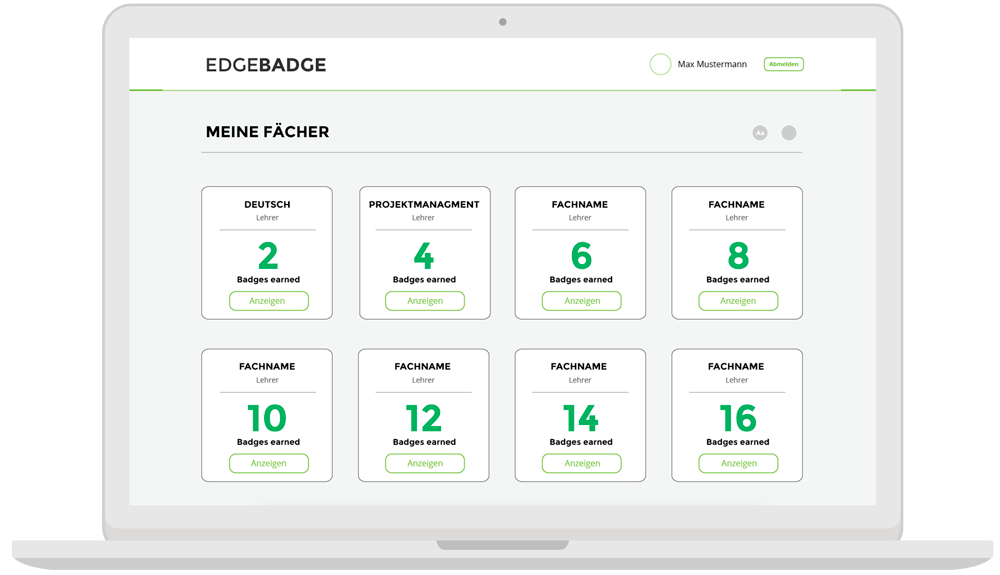 EDGEBADGE
Max Mustermann
Abmelden
MEINE FÄCHER
Aa
DEUTSCH
Lehrer
2
Badges earned
Anzeigen
PROJEKTMANAGMENT
Lehrer
4
Badges earned
Anzeigen
FACHNAME
Lehrer
6
Badges earned
Anzeigen
FACHNAME
Lehrer
8
Badges earned
Anzeigen
FACHNAME
Lehrer
10
Badges earned
Anzeigen
FACHNAME
Lehrer
12
Badges earned
Anzeigen
FACHNAME
Lehrer
14
Badges earned
Anzeigen
FACHNAME
Lehrer
16
Badges earned
Anzeigen